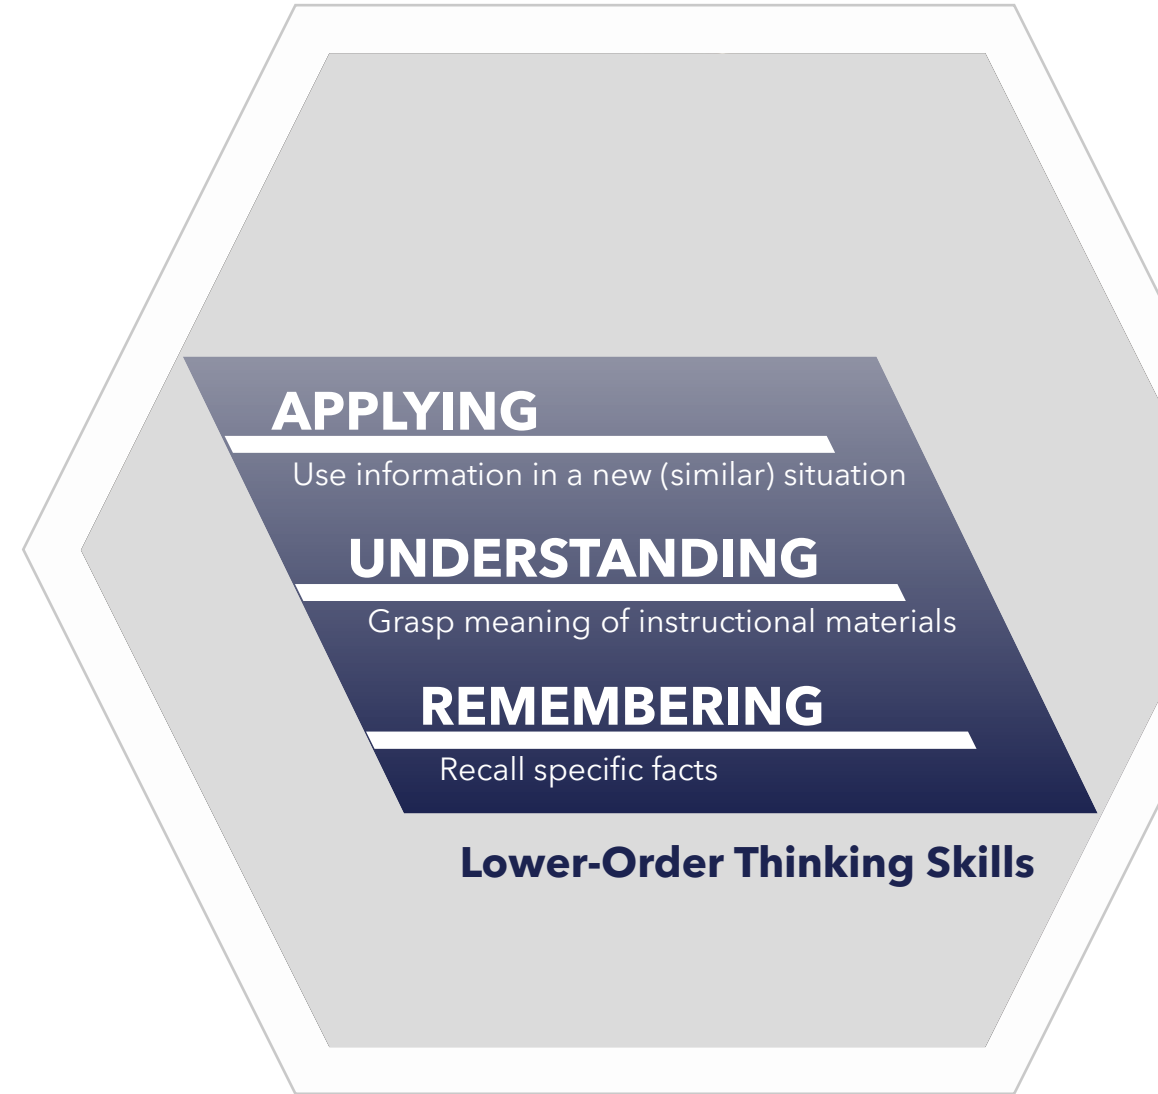 APPLYING
Use information in a new (similar) situation
UNDERSTANDING
Grasp meaning of instructional materials
REMEMBERING
Recall specific facts
Lower-Order Thinking Skills